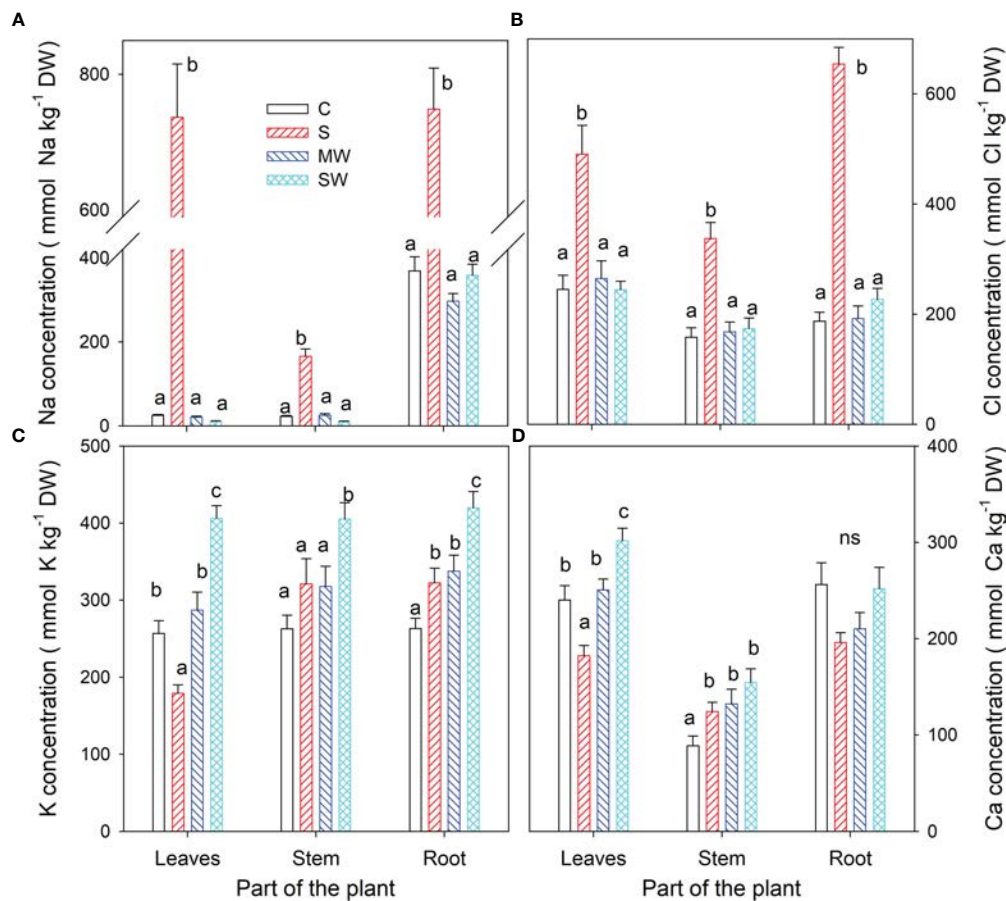 A
B
Na concentration ( mmol Na kg-1 DW)
800
600
400
200
0
b
b
C
S
MW
SW
a a a
b
a a a
a a a
Cl concentration ( mmol Cl kg-1 DW)
600
400
200
0
b
b
b
a a a
a a a
a a a
C
D
K concentration ( mmol K kg-1 DW)
500
400
300
200
100
0
b a b c
a a a b
a b b c
Leaves Stem Root
Part of the plant
Ca concentration ( mmol Ca kg-1 DW)
400
300
200
100
0
b a b c
a b b b
ns
Leaves Stem Root
Part of the plant